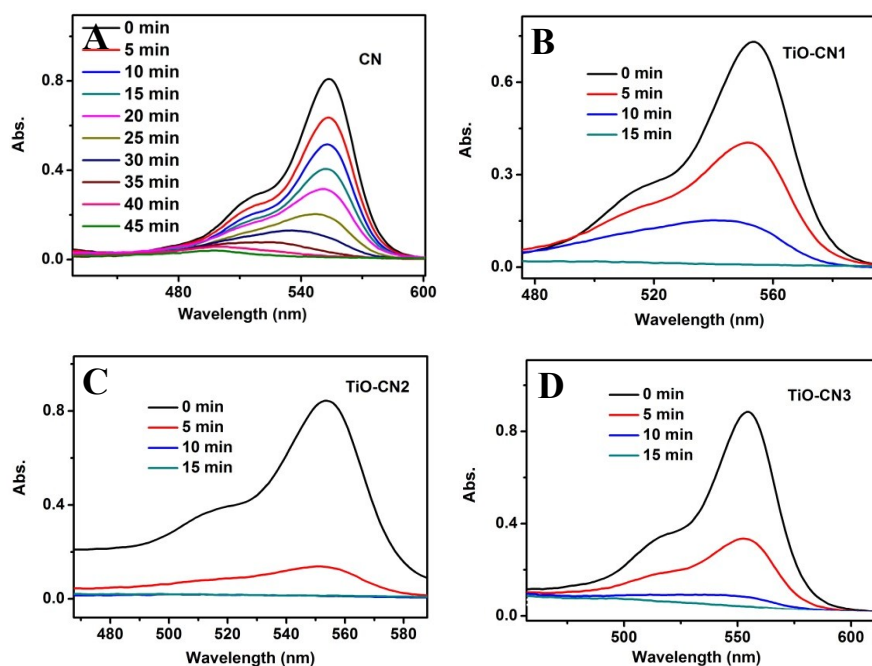 A
0 min
5 min
10 min
15 min
20 min
25 min
30 min
35 min
40 min
45 min
CN
Abs.
0.8
0.4
0.0
480
540
600
Wavelength (nm)
B
0 min
5 min
10 min
15 min
TiO-CN1
Abs.
0.6
0.3
0.0
480
520
560
Wavelength (nm)
C
0 min
5 min
10 min
15 min
TiO-CN2
Abs.
0.8
0.4
0.0
480
500
520
540
560
580
Wavelength (nm)
D
0 min
5 min
10 min
15 min
TiO-CN3
Abs.
0.8
0.4
0.0
500
550
600
Wavelength (nm)